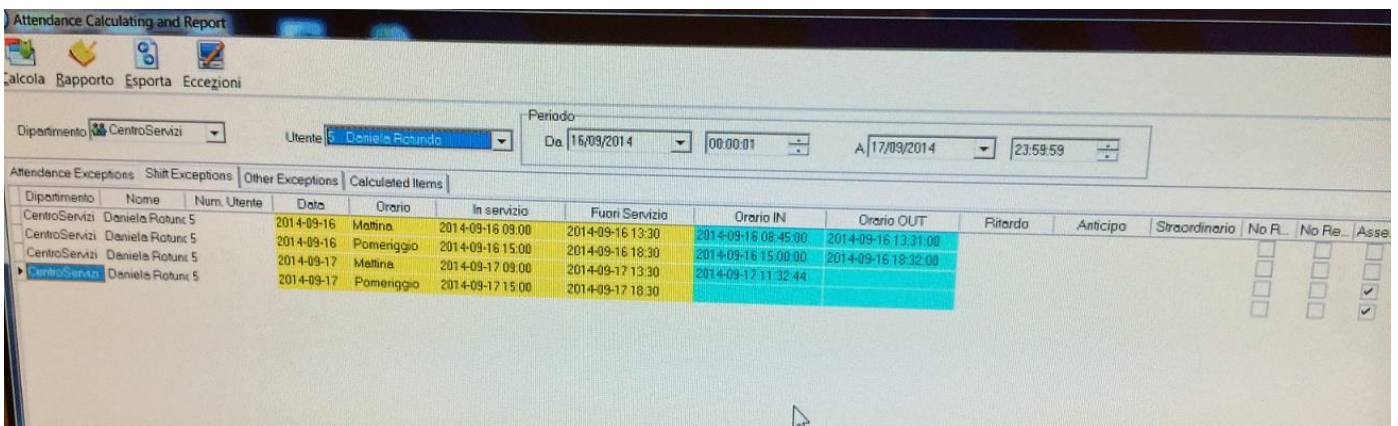 Attendance Calculating and Report
Calcola Rapporto Esporta Eccezioni
Periodo
Dipartimento CentroServizi Utente 5 Daniela Rotundo Da 16/09/2014 00:00:01 A 17/09/2014 23:59:59
Attendance Exceptions Shift Exceptions Other Exceptions Calculated Items
Dipartimento Nome Num. Utente Data Orario In servizio Fuori Servizio Orario IN Orario OUT Ritardo Anticipo Straordinario No R... No Re... Asse
CentroServizi Daniela Rotunc 5 2014-09-16 Mattina 2014-09-16 09:00 2014-09-16 13:30 2014-09-16 08:45:00 2014-09-16 13:31:00
CentroServizi Daniela Rotunc 5 2014-09-16 Pomeriggio 2014-09-16 15:00 2014-09-16 18:30 2014-09-16 15:00:00 2014-09-16 18:32:00
CentroServizi Daniela Rotunc 5 2014-09-17 Mattina 2014-09-17 09:00 2014-09-17 13:30 2014-09-17 11:32:44
CentroServizi Daniela Rotunc 5 2014-09-17 Pomeriggio 2014-09-17 15:00 2014-09-17 18:30